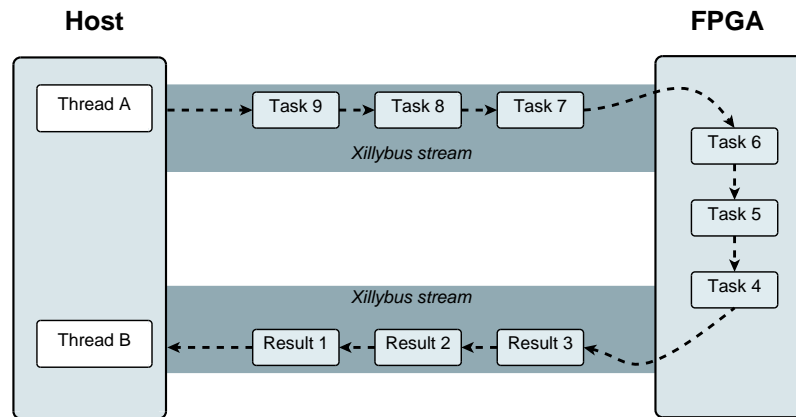 Host
FPGA
Thread A
Task 9
Task 8
Task 7
Xillybus stream
Task 6
Task 5
Task 4
Xillybus stream
Thread B
Result 1
Result 2
Result 3